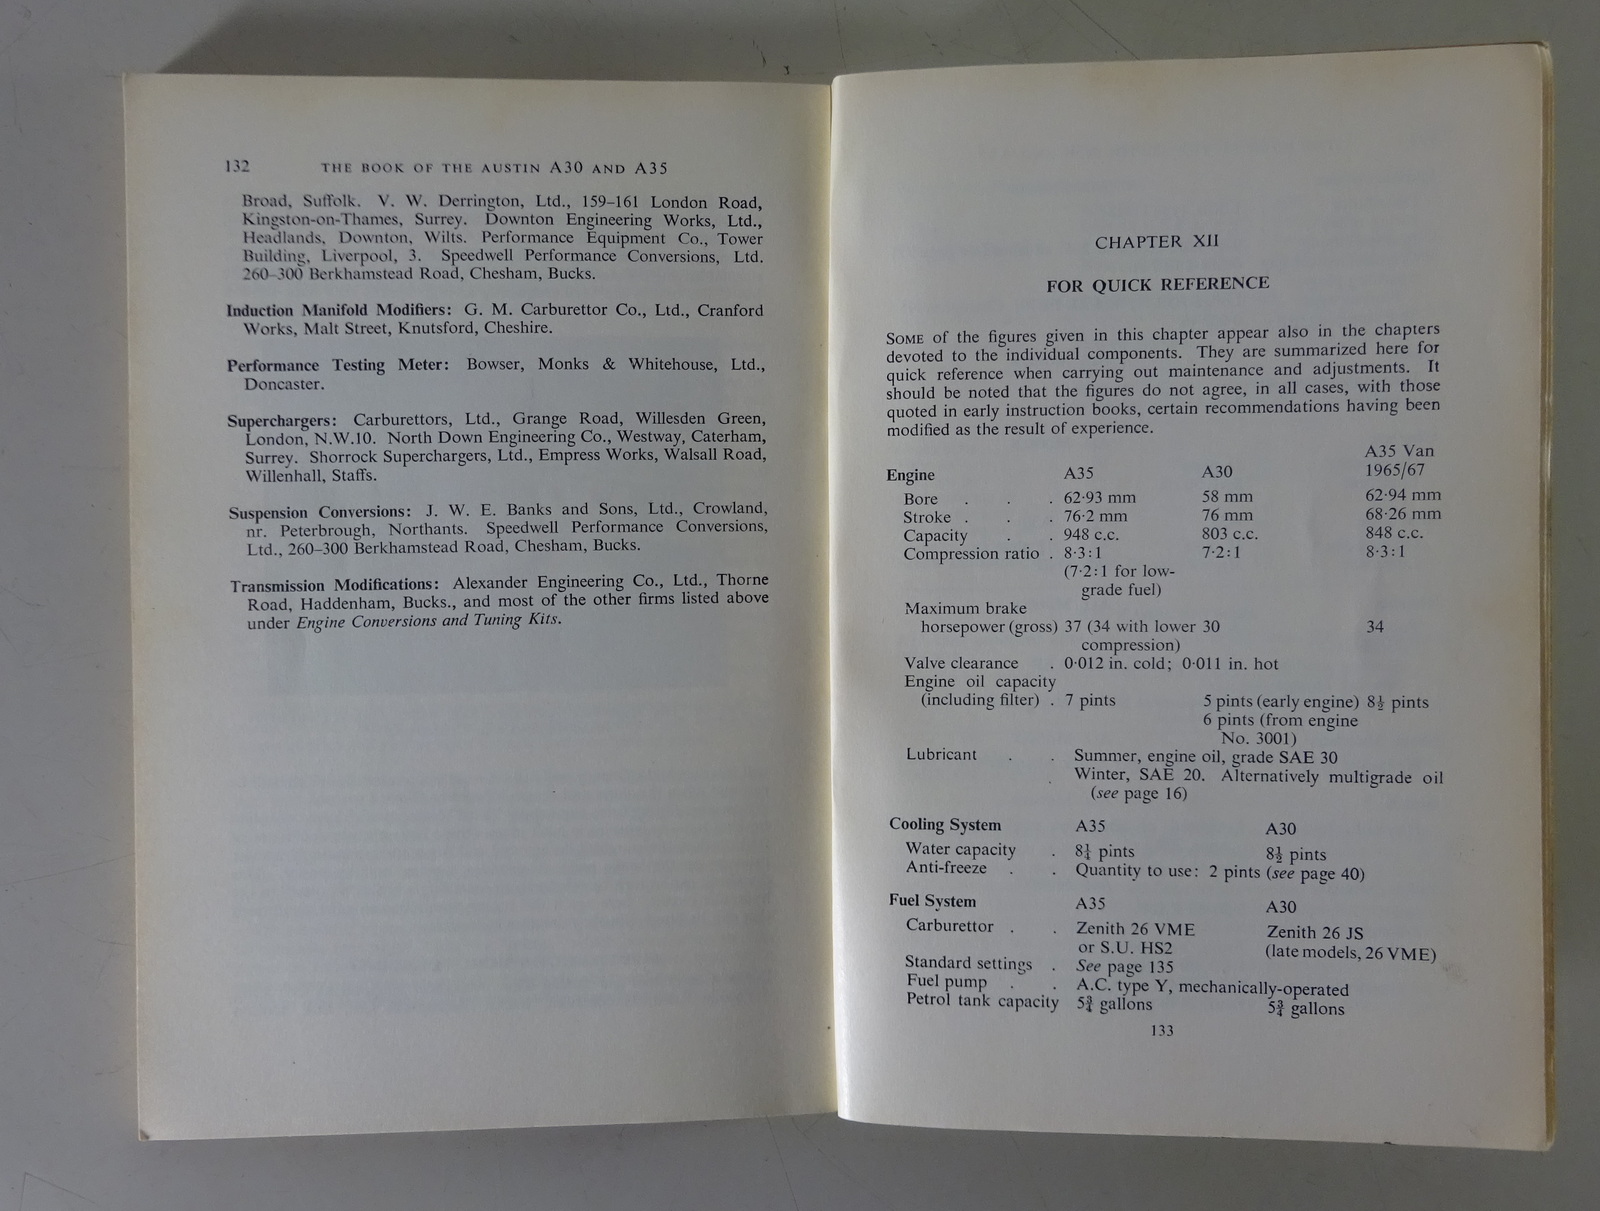 132 THE BOOK OF THE AUSTIN A30 AND A35
Broad, Suffolk. V. W. Derrington, Ltd., 159–161 London Road,
Kingston-on-Thames, Surrey. Downton Engineering Works, Ltd.,
Headlands, Downton, Wilts. Performance Equipment Co., Tower
Building, Liverpool, 3. Speedwell Performance Conversions, Ltd.
260–300 Berkhamstead Road, Chesham, Bucks.
Induction Manifold Modifiers: G. M. Carburettor Co., Ltd., Cranford
Works, Malt Street, Knutsford, Cheshire.
Performance Testing Meter: Bowser, Monks & Whitehouse, Ltd.,
Doncaster.
Superchargers: Carburettors, Ltd., Grange Road, Willesden Green,
London, N.W.10. North Down Engineering Co., Westway, Caterham,
Surrey. Shorrock Superchargers, Ltd., Empress Works, Walsall Road,
Willenhall, Staffs.
Suspension Conversions: J. W. E. Banks and Sons, Ltd., Crowland,
nr. Peterbrough, Northants. Speedwell Performance Conversions,
Ltd., 260–300 Berkhamstead Road, Chesham, Bucks.
Transmission Modifications: Alexander Engineering Co., Ltd., Thorne
Road, Haddenham, Bucks., and most of the other firms listed above
under Engine Conversions and Tuning Kits.
CHAPTER XII
FOR QUICK REFERENCE
SOME of the figures given in this chapter appear also in the chapters
devoted to the individual components. They are summarized here for
quick reference when carrying out maintenance and adjustments. It
should be noted that the figures do not agree, in all cases, with those
quoted in early instruction books, certain recommendations having been
modified as the result of experience.
A35 Van
Engine A35 A30 1965/67
Bore . . . 62·93 mm 58 mm 62·94 mm
Stroke . . . 76·2 mm 76 mm 68·26 mm
Capacity . . 948 c.c. 803 c.c. 848 c.c.
Compression ratio . 8·3:1 7·2:1 8·3:1
(7·2:1 for low-
grade fuel)
Maximum brake
horsepower (gross) 37 (34 with lower 30 34
compression)
Valve clearance . 0·012 in. cold; 0·011 in. hot
Engine oil capacity
(including filter) . 7 pints 5 pints (early engine) 8½ pints
6 pints (from engine
No. 3001)
Lubricant . . Summer, engine oil, grade SAE 30
Winter, SAE 20. Alternatively multigrade oil
(see page 16)
Cooling System A35 A30
Water capacity . 8¼ pints 8½ pints
Anti-freeze . . Quantity to use: 2 pints (see page 40)
Fuel System A35 A30
Carburettor . . Zenith 26 VME Zenith 26 JS
or S.U. HS2 (late models, 26 VME)
Standard settings . See page 135
Fuel pump . . A.C. type Y, mechanically-operated
Petrol tank capacity 5¾ gallons 5¾ gallons
133